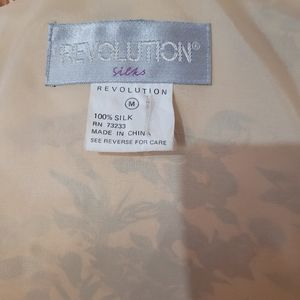 REVOLUTION®
silks
REVOLUTION
M
100% SILK
RN 73233
MADE IN CHINA
SEE REVERSE FOR CARE